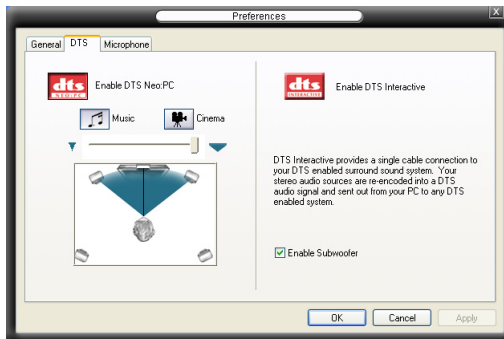 Preferences
X
General
DTS
Microphone
dts
NEO:PC
Enable DTS Neo:PC
Music
Cinema
dts
INTERACTIVE
Enable DTS Interactive
DTS Interactive provides a single cable connection to
your DTS enabled surround sound system. Your
stereo audio sources are re-encoded into a DTS
audio signal and sent out from your PC to any DTS
enabled system.
Enable Subwoofer
OK
Cancel
Apply